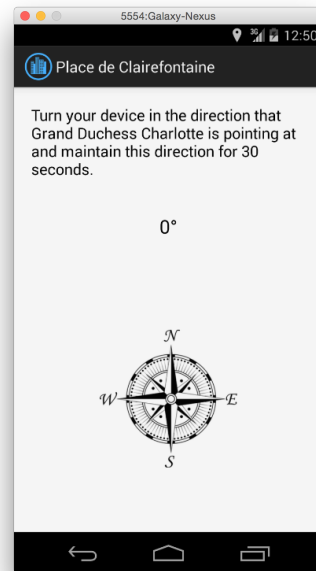 5554:Galaxy-Nexus
3G 12:50
Place de Clairefontaine
Turn your device in the direction that
Grand Duchess Charlotte is pointing at
and maintain this direction for 30
seconds.
0°
N
W E
S